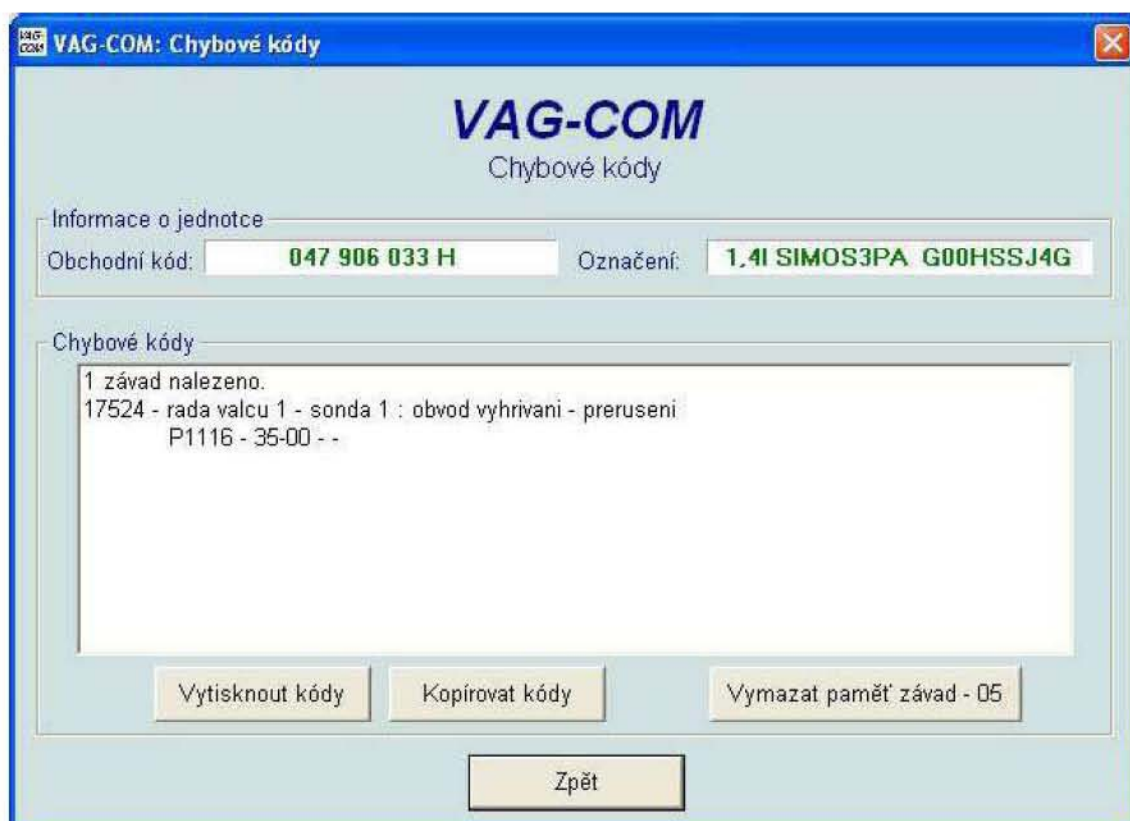 VAG-COM VAG-COM: Chybové kódy
VAG-COM
Chybové kódy
Informace o jednotce
Obchodní kód: 047 906 033 H Označení: 1,4l SIMOS3PA G00HSSJ4G
Chybové kódy
1 závad nalezeno.
17524 - rada valcu 1 - sonda 1 : obvod vyhrivani - preruseni
P1116 - 35-00 - -
Vytisknout kódy Kopírovat kódy Vymazat paměť závad - 05
Zpět